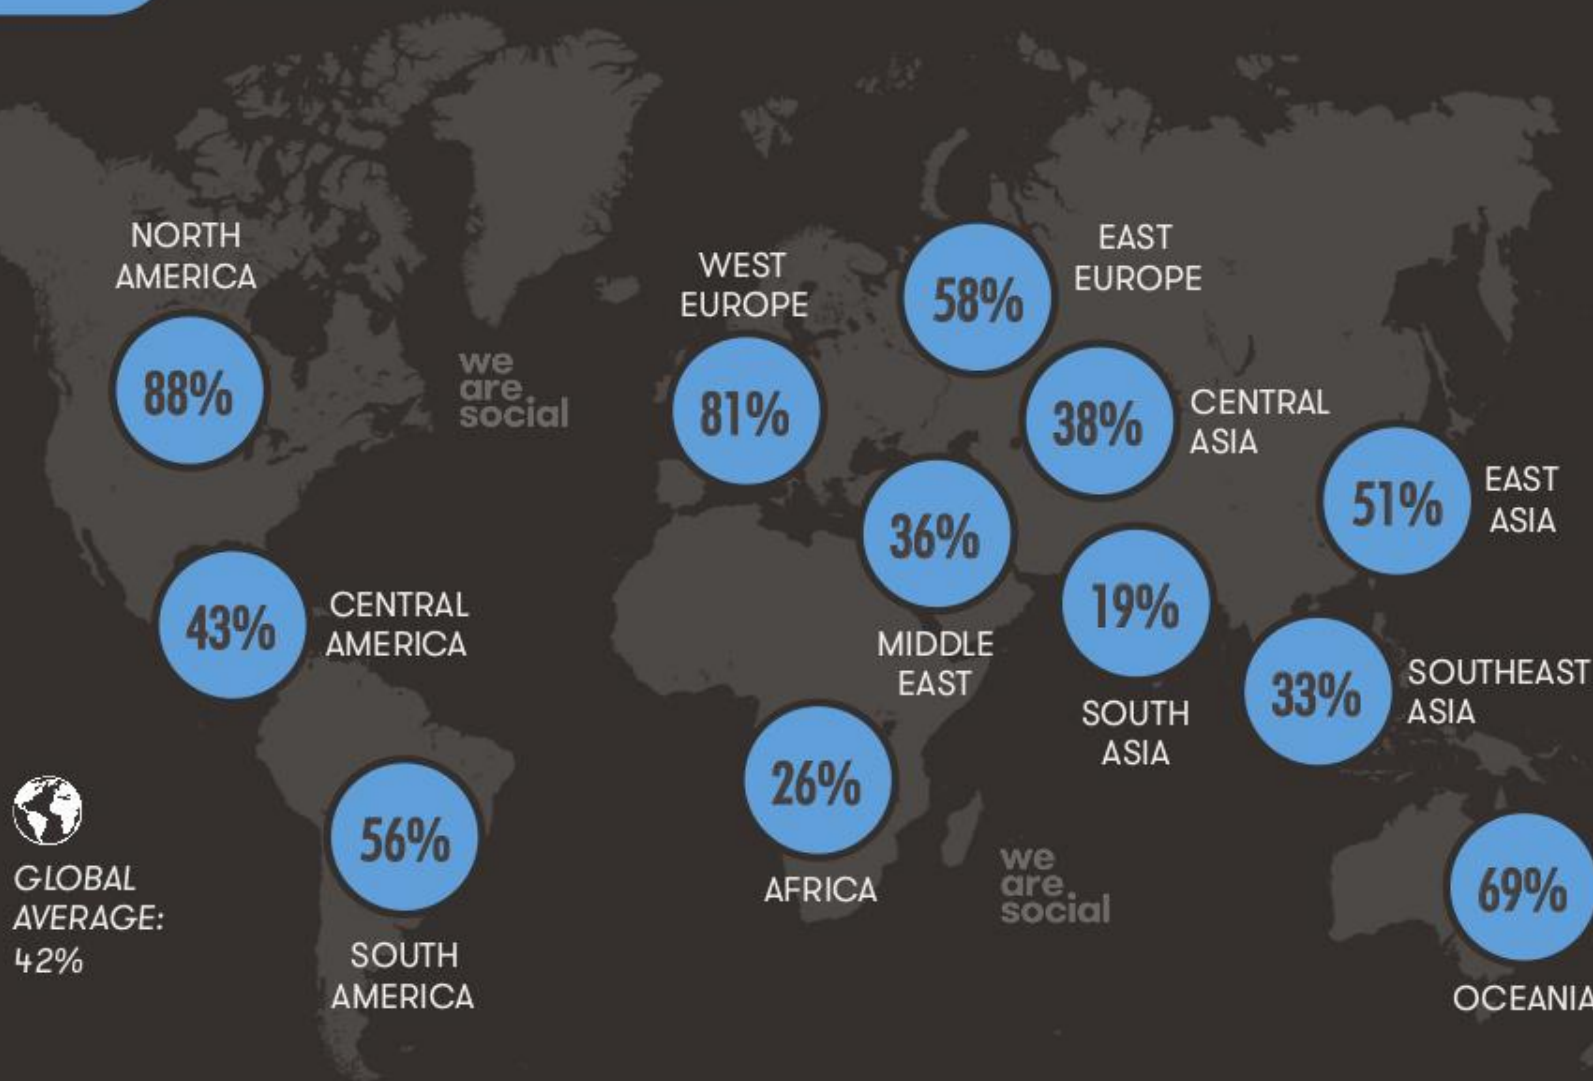 NORTH
AMERICA
88%
we
are.
social
WEST
EUROPE
81%
58%
EAST
EUROPE
38%
CENTRAL
ASIA
51%
EAST
ASIA
43%
CENTRAL
AMERICA
36%
MIDDLE
EAST
19%
SOUTH
ASIA
33%
SOUTHEAST
ASIA
26%
AFRICA
56%
SOUTH
AMERICA
GLOBAL
AVERAGE:
42%
we
are.
social
69%
OCEANIA